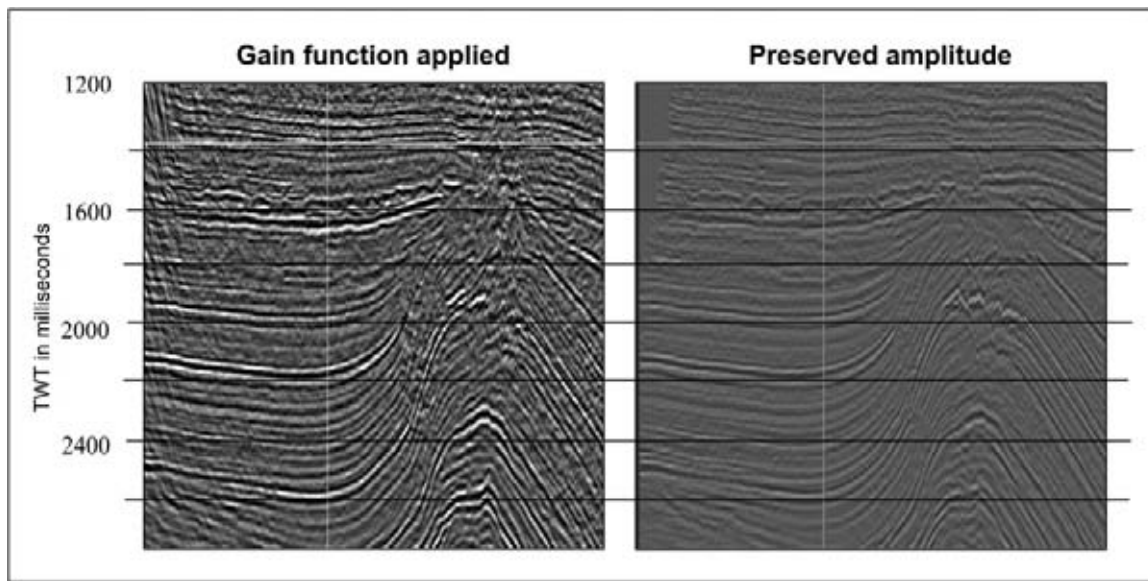 Gain function applied
Preserved amplitude
1200
1600
2000
2400
TWT in milliseconds